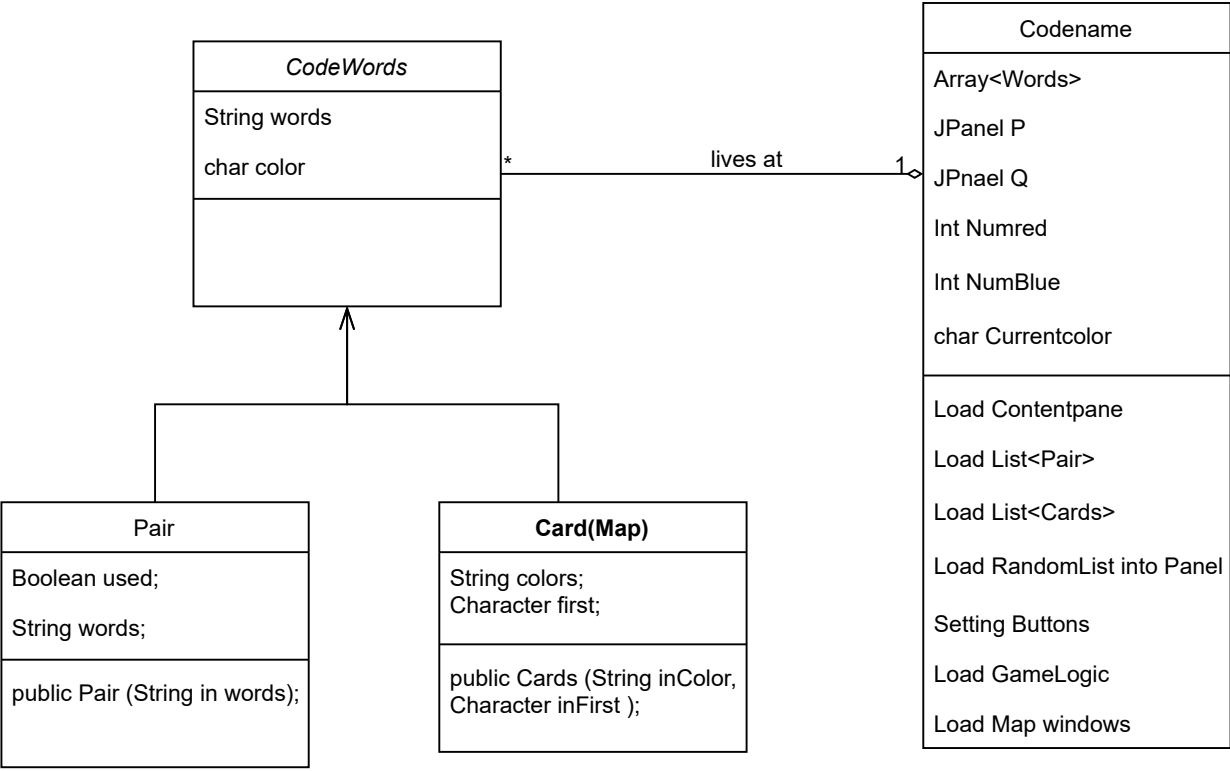 CodeWords
String words
char color
*
lives at
1
Codename
Array<Words>
JPanel P
JPnael Q
Int Numred
Int NumBlue
char Currentcolor
Load Contentpane
Load List<Pair>
Load List<Cards>
Load RandomList into Panel
Setting Buttons
Load GameLogic
Load Map windows
Pair
Boolean used;
String words;
public Pair (String in words);
Card(Map)
String colors;
Character first;
public Cards (String inColor,
Character inFirst );